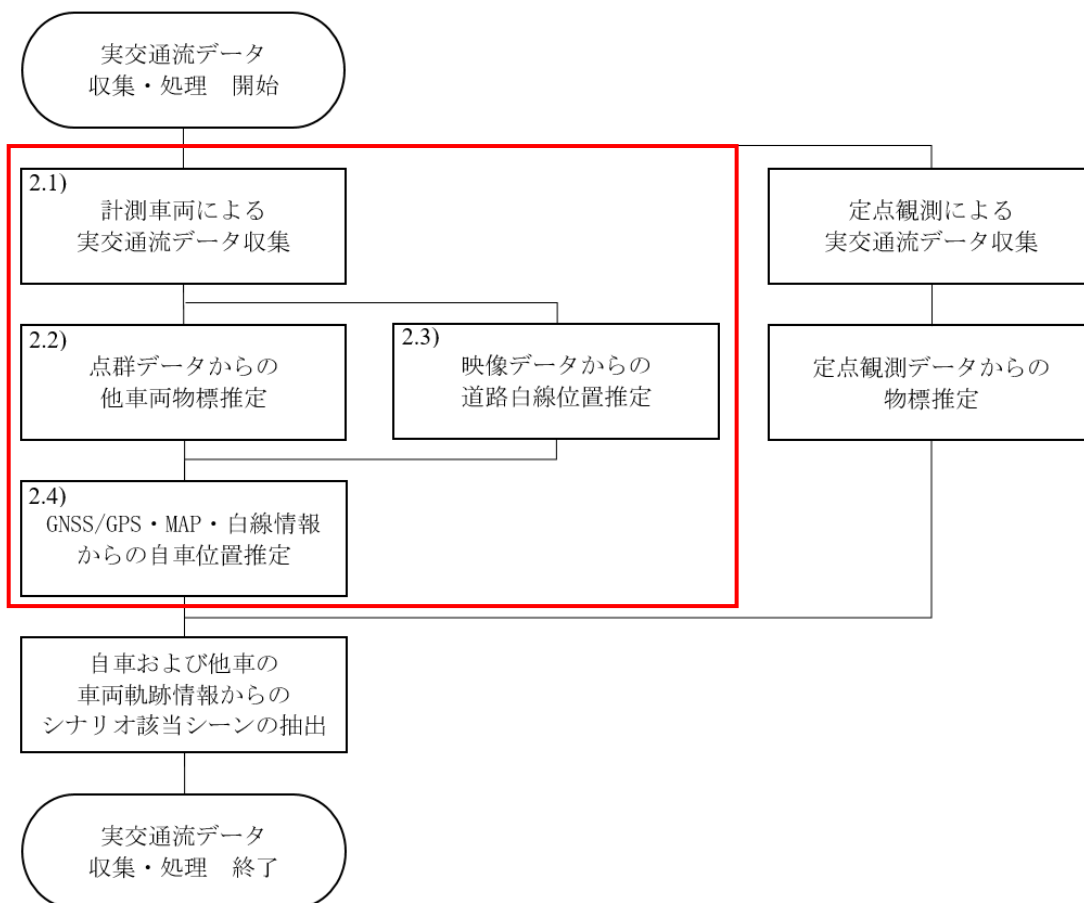 実交通流データ
収集・処理　開始
2.1)
計測車両による
実交通流データ収集
定点観測による
実交通流データ収集
2.2)
点群データからの
他車両物標推定
2.3)
映像データからの
道路白線位置推定
定点観測データからの
物標推定
2.4)
GNSS/GPS・MAP・白線情報
からの自車位置推定
自車および他車の
車両軌跡情報からの
シナリオ該当シーンの抽出
実交通流データ
収集・処理　終了